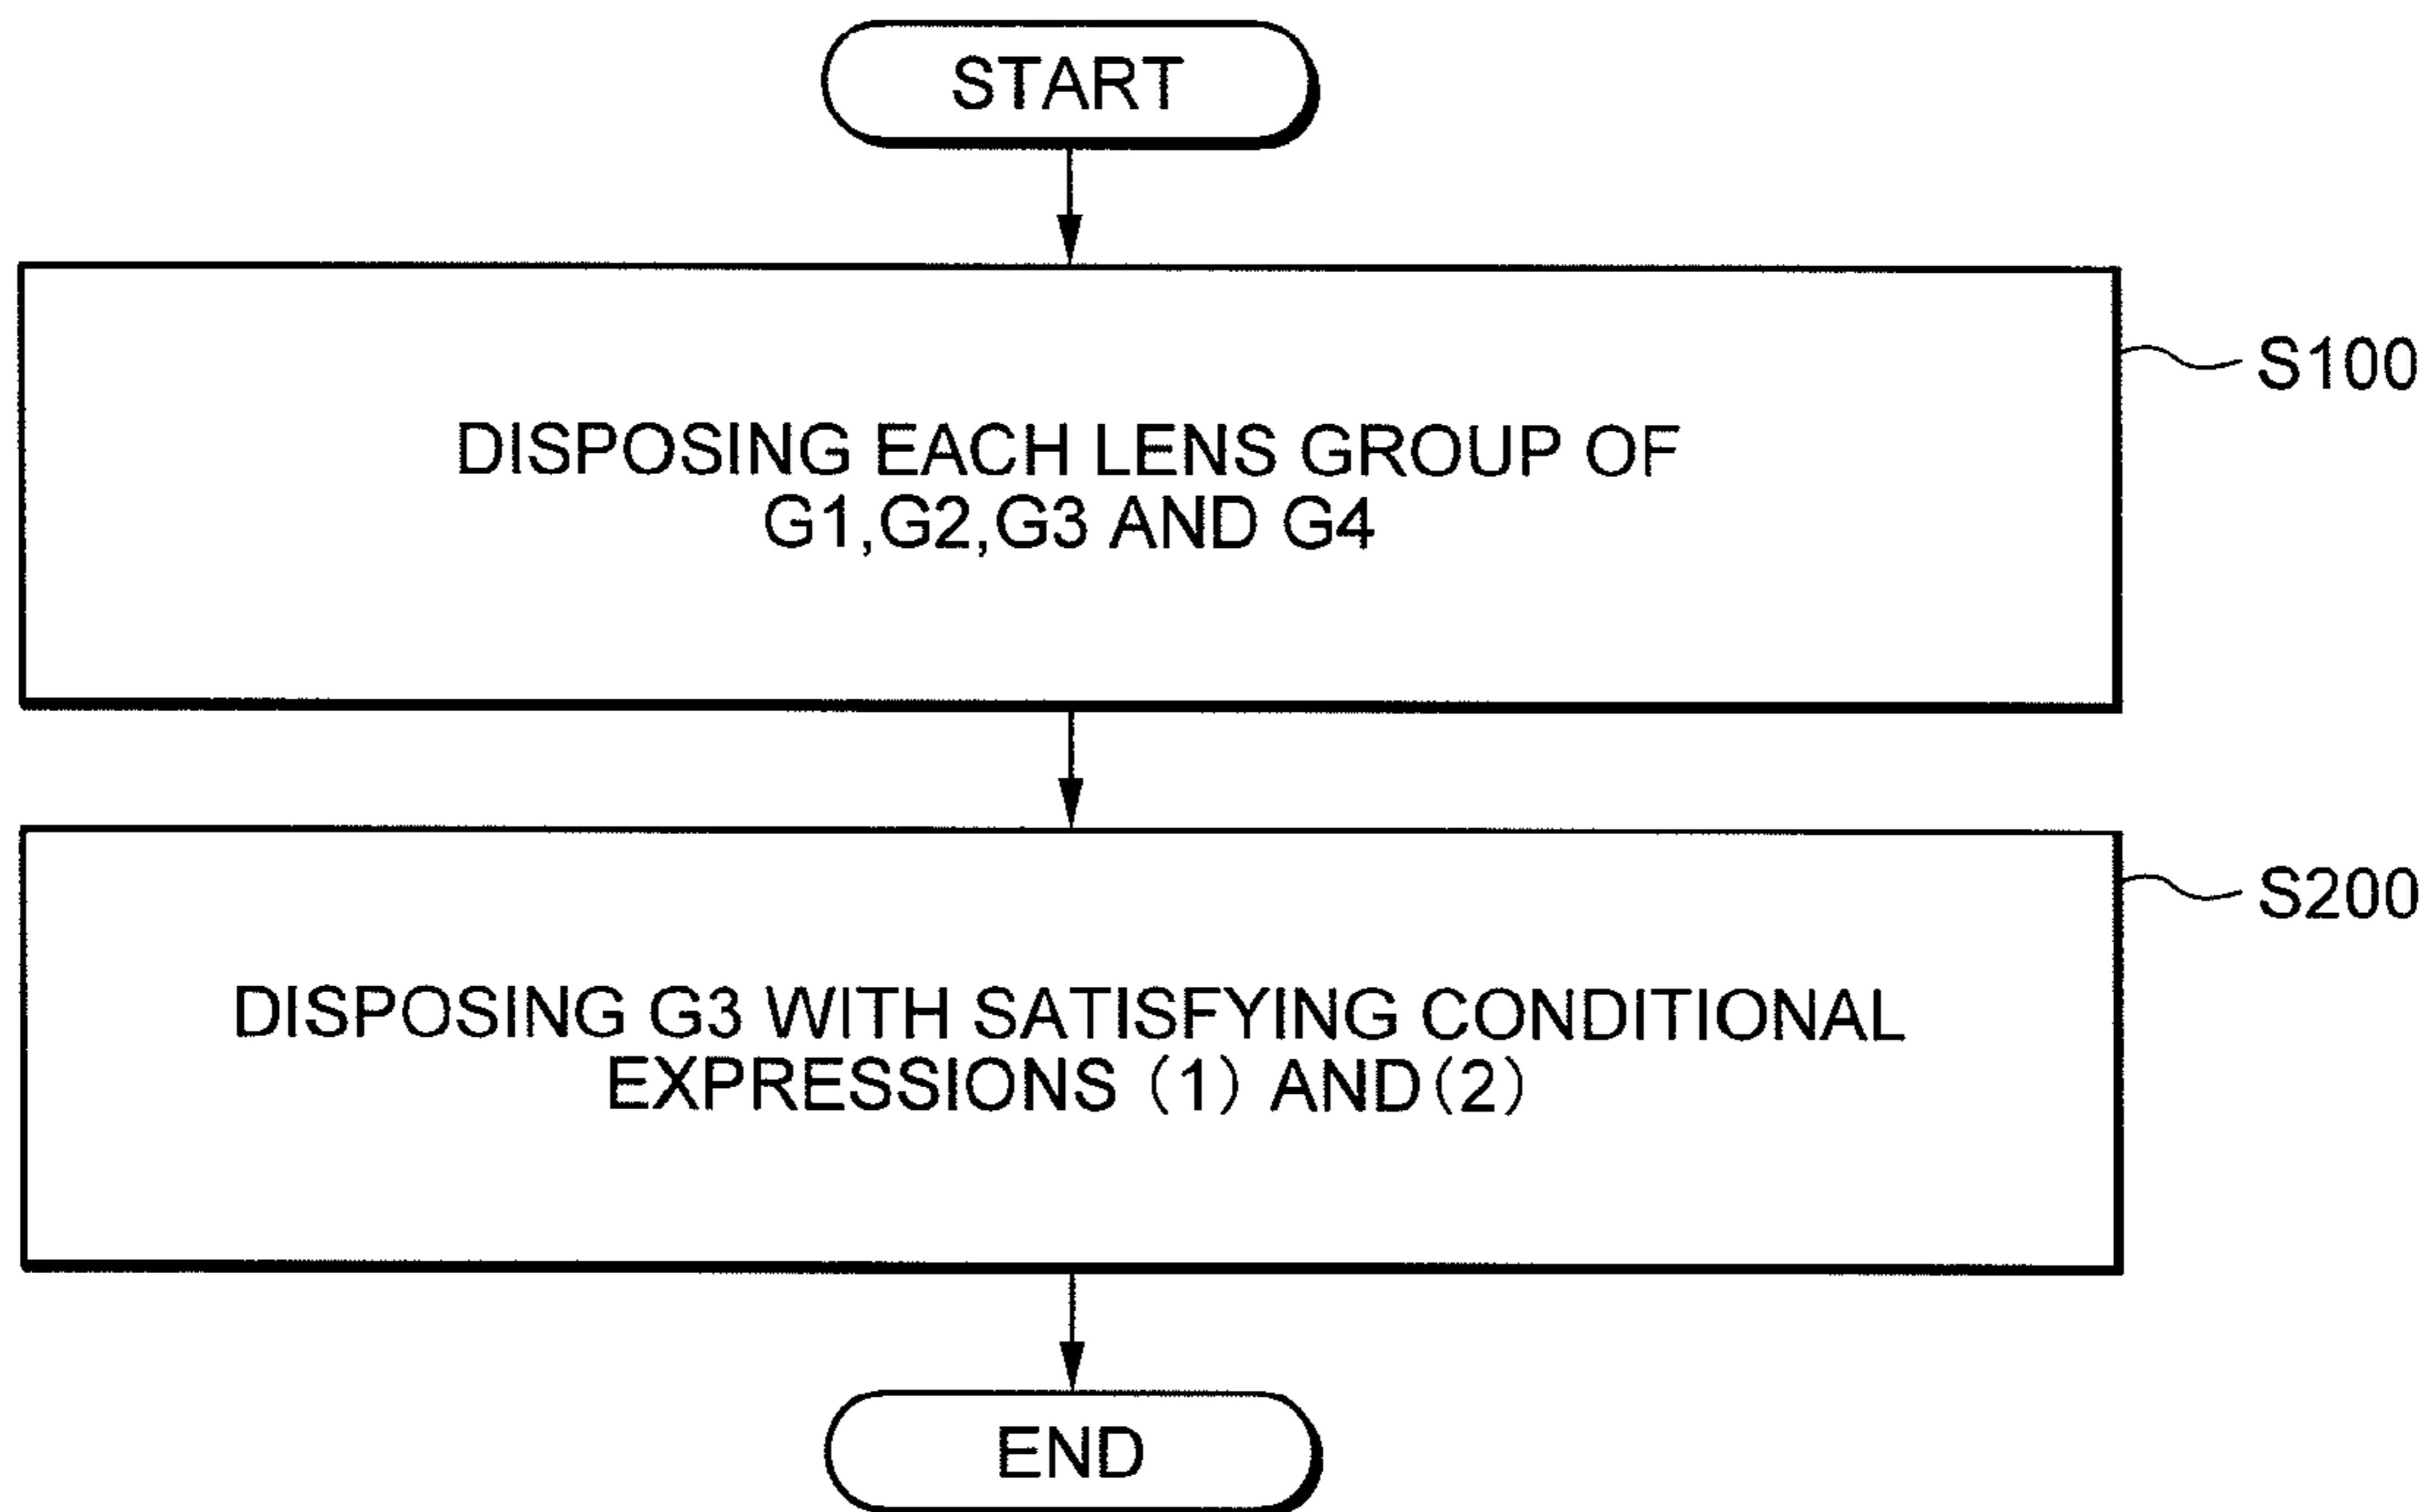 START
S100
DISPOSING EACH LENS GROUP OF
G1,G2,G3 AND G4
S200
DISPOSING G3 WITH SATISFYING CONDITIONAL
EXPRESSIONS (1) AND(2)
END